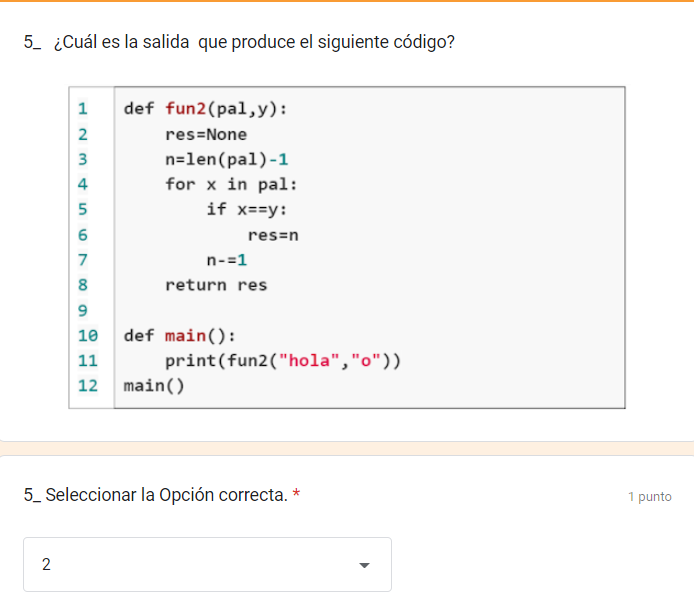 5_ ¿Cuál es la salida que produce el siguiente código?
1 def fun2(pal,y):
2 res=None
3 n=len(pal)-1
4 for x in pal:
5 if x==y:
6 res=n
7 n-=1
8 return res
9
10 def main():
11 print(fun2("hola","o"))
12 main()
5_ Seleccionar la Opción correcta. *
1 punto
2